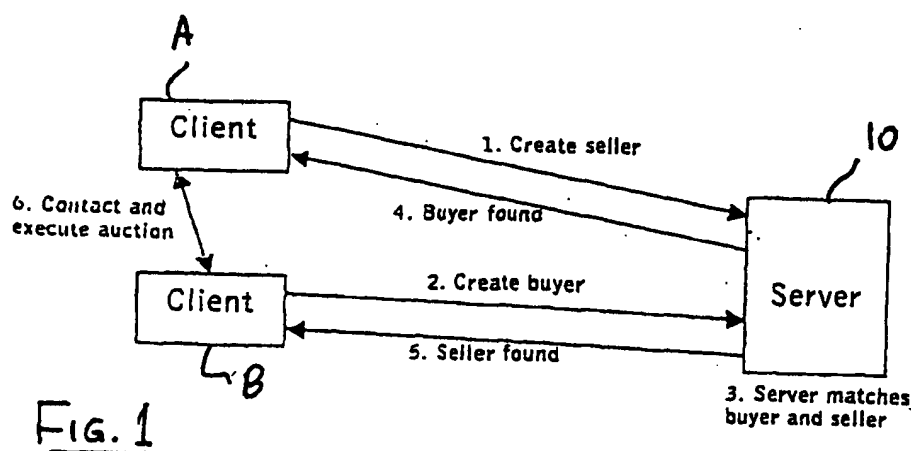 A
Client
1. Create seller
10
4. Buyer found
6. Contact and
execute auction
Client
2. Create buyer
Server
5. Seller found
B
3. Server matches
buyer and seller
FIG. 1